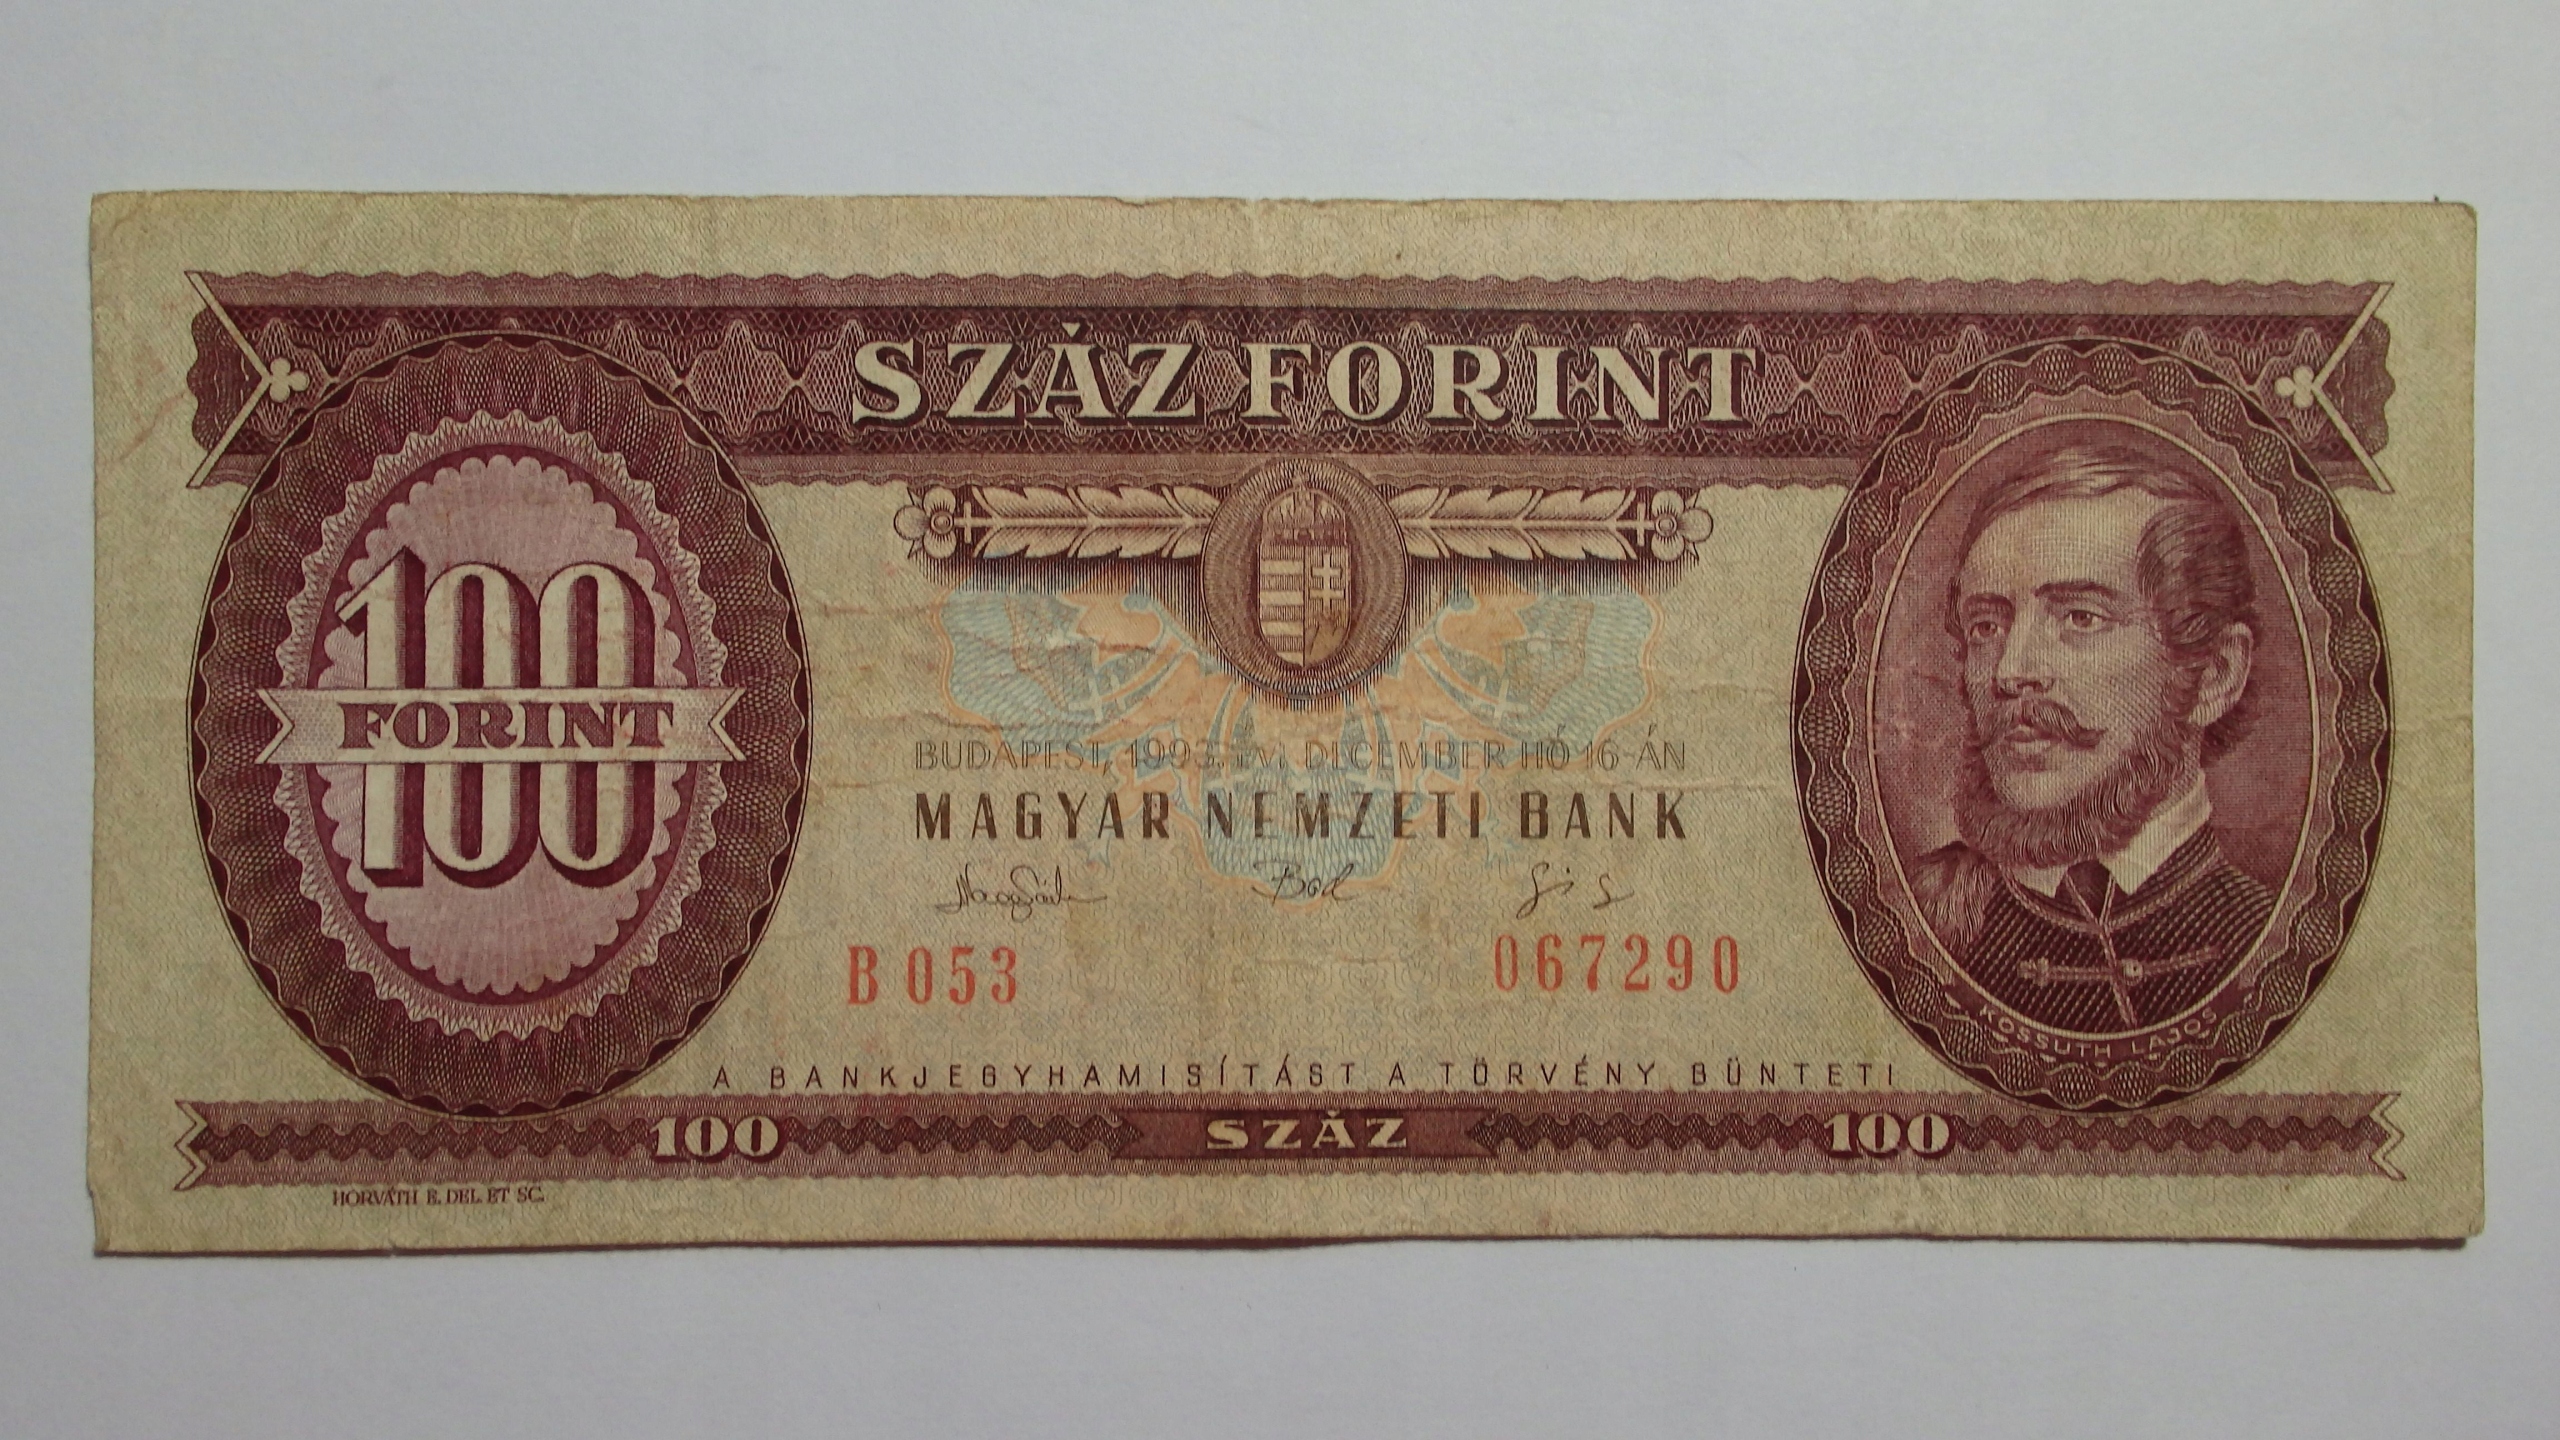 SZÁZ FORINT
100
FORINT
BUDAPEST, 1993. ÉVI DECEMBER HÓ 16-ÁN
MAGYAR NEMZETI BANK
B 053
067290
KOSSUTH LAJOS
A BANKJEGYHAMISÍTÁST A TÖRVÉNY BÜNTETI
100 SZÁZ 100
HORVÁTH E. DEL. ET SC.